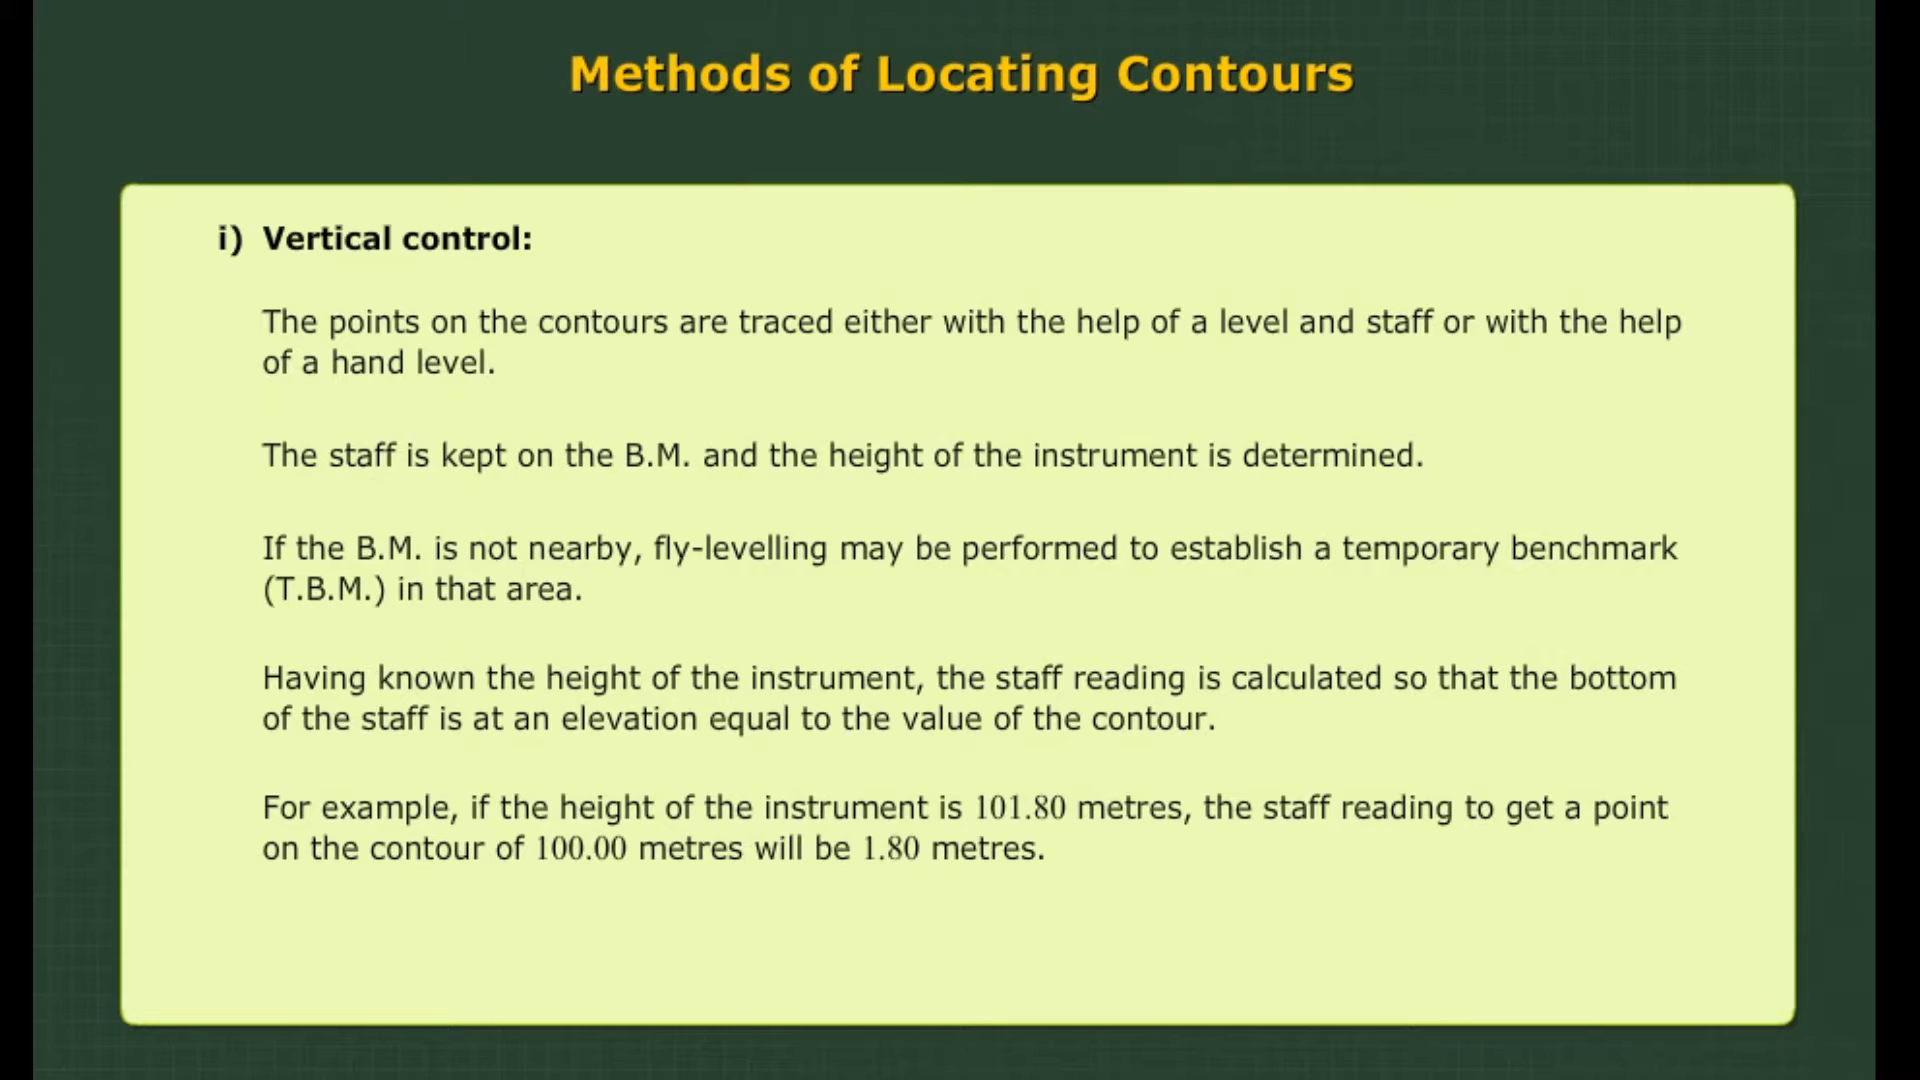 Methods of Locating Contours
i) Vertical control:
The points on the contours are traced either with the help of a level and staff or with the help
of a hand level.
The staff is kept on the B.M. and the height of the instrument is determined.
If the B.M. is not nearby, fly-levelling may be performed to establish a temporary benchmark
(T.B.M.) in that area.
Having known the height of the instrument, the staff reading is calculated so that the bottom
of the staff is at an elevation equal to the value of the contour.
For example, if the height of the instrument is 101.80 metres, the staff reading to get a point
on the contour of 100.00 metres will be 1.80 metres.